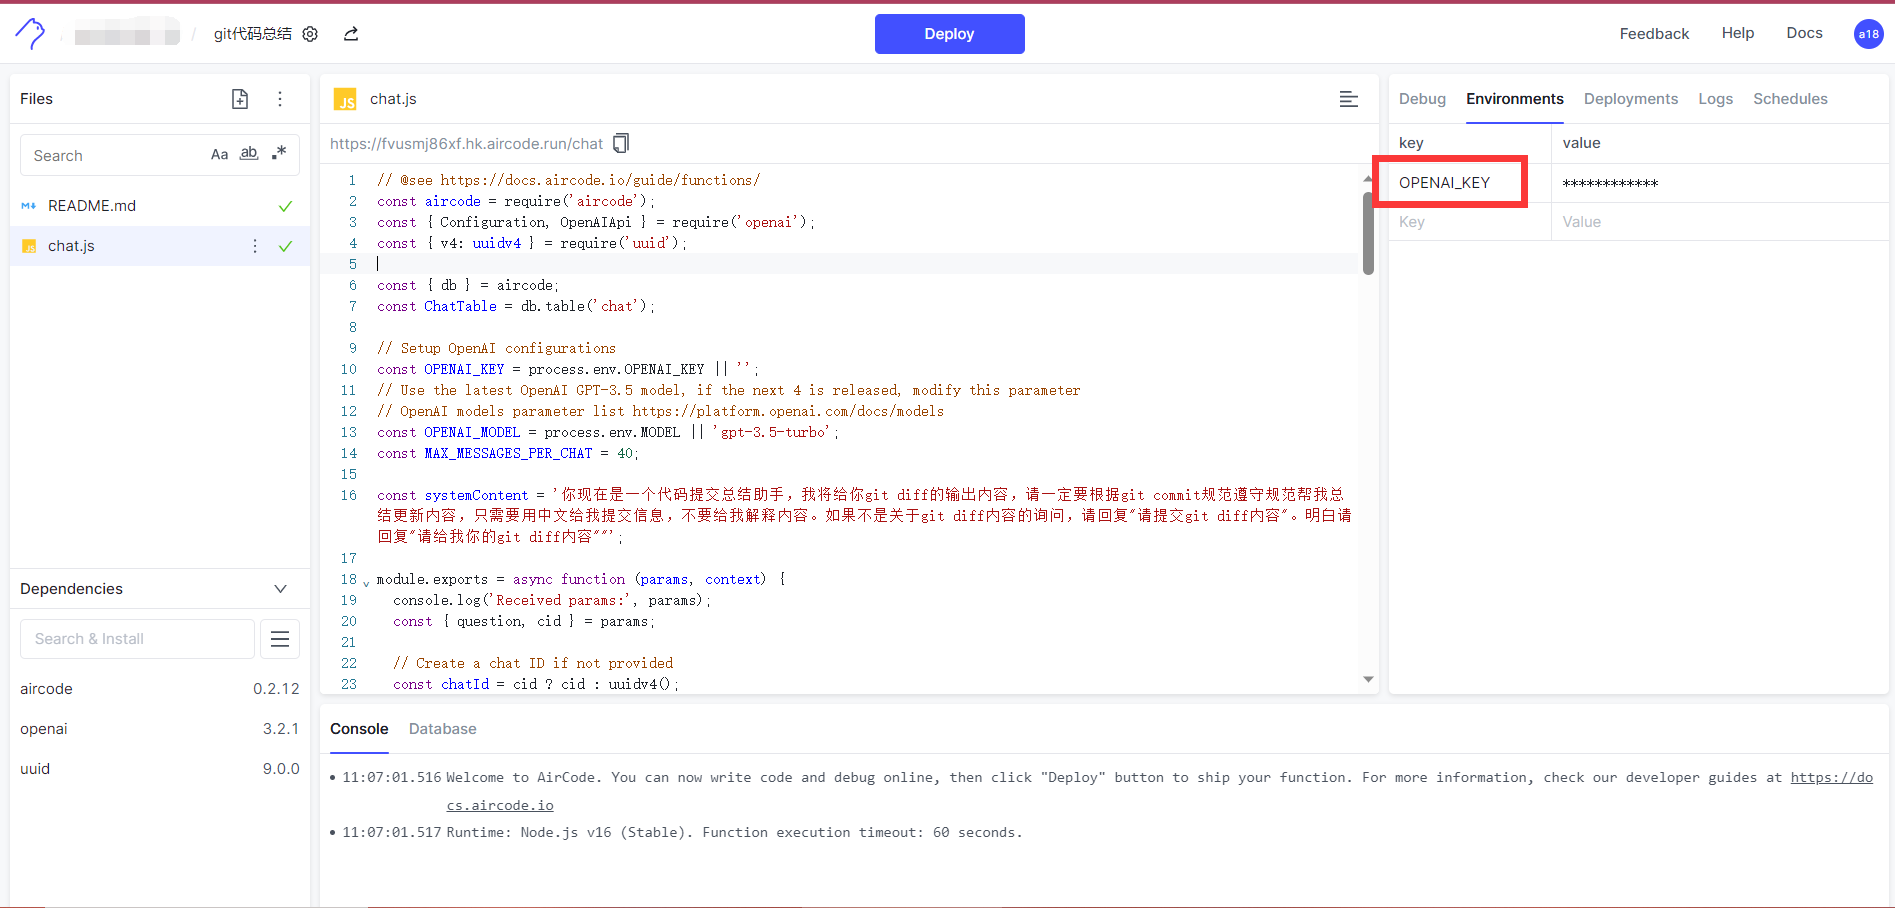 git代码总结
Deploy
Feedback
Help
Docs
a18
Files
Search
Aa ab .*
README.md
JS chat.js
Dependencies
Search & Install
aircode 0.2.12
openai 3.2.1
uuid 9.0.0
JS chat.js
https://fvusmj86xf.hk.aircode.run/chat
1 // @see https://docs.aircode.io/guide/functions/
2 const aircode = require('aircode');
3 const { Configuration, OpenAIApi } = require('openai');
4 const { v4: uuidv4 } = require('uuid');
5
6 const { db } = aircode;
7 const ChatTable = db.table('chat');
8
9 // Setup OpenAI configurations
10 const OPENAI_KEY = process.env.OPENAI_KEY || '';
11 // Use the latest OpenAI GPT-3.5 model, if the next 4 is released, modify this parameter
12 // OpenAI models parameter list https://platform.openai.com/docs/models
13 const OPENAI_MODEL = process.env.MODEL || 'gpt-3.5-turbo';
14 const MAX_MESSAGES_PER_CHAT = 40;
15
16 const systemContent = '你现在是一个代码提交总结助手，我将给你git diff的输出内容，请一定要根据git commit规范遵守规范帮我总
结更新内容，只需要用中文给我提交信息，不要给我解释内容。如果不是关于git diff内容的询问，请回复"请提交git diff内容"。明白请
回复"请给我你的git diff内容""';
17
18 module.exports = async function (params, context) {
19 console.log('Received params:', params);
20 const { question, cid } = params;
21
22 // Create a chat ID if not provided
23 const chatId = cid ? cid : uuidv4();
Debug Environments Deployments Logs Schedules
key value
OPENAI_KEY ************
Key Value
Console Database
11:07:01.516 Welcome to AirCode. You can now write code and debug online, then click "Deploy" button to ship your function. For more information, check our developer guides at https://do
cs.aircode.io
11:07:01.517 Runtime: Node.js v16 (Stable). Function execution timeout: 60 seconds.